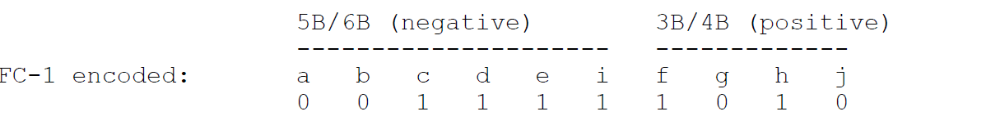 5B/6B (negative) 3B/4B (positive)
--------------------- -------------
FC-1 encoded: a b c d e i f g h j
0 0 1 1 1 1 1 0 1 0